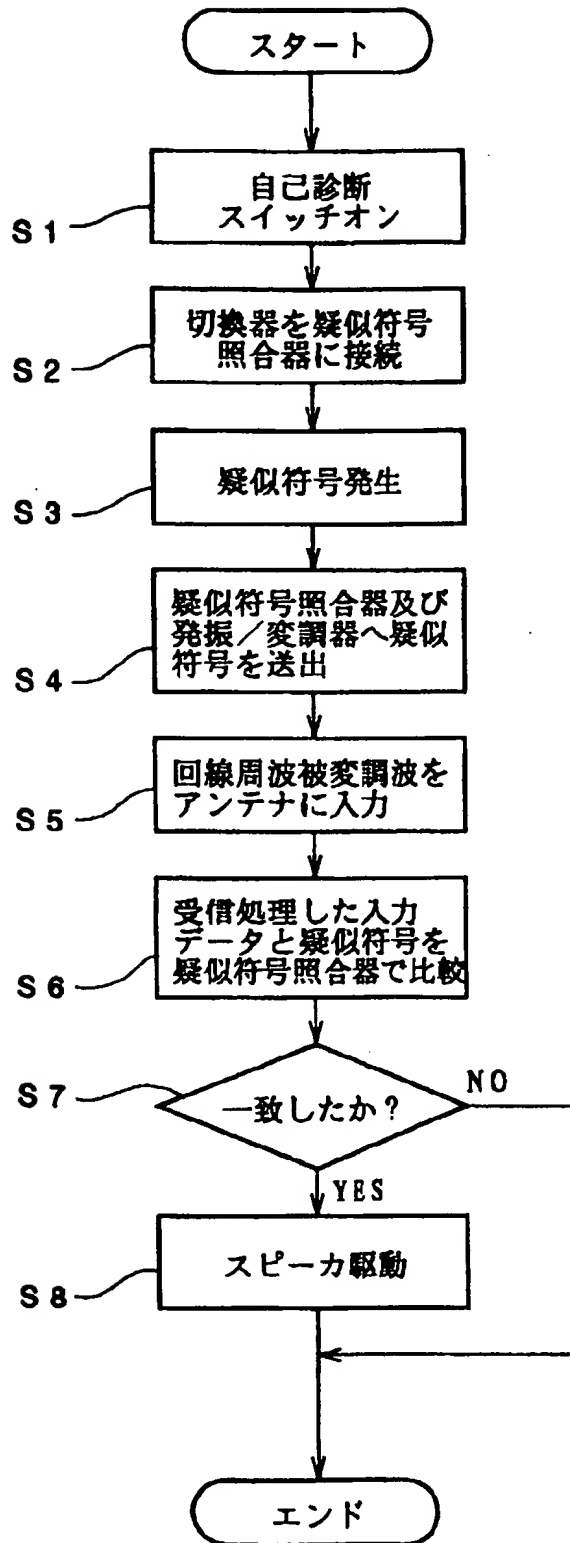 スタート
自己診断
スイッチオン
S1
切換器を疑似符号
照合器に接続
S2
疑似符号発生
S3
疑似符号照合器及び
発振／変調器へ疑似
符号を送出
S4
回線周波被変調波を
アンテナに入力
S5
受信処理した入力
データと疑似符号を
疑似符号照合器で比較
S6
一致したか？
S7
NO
YES
スピーカ駆動
S8
エンド